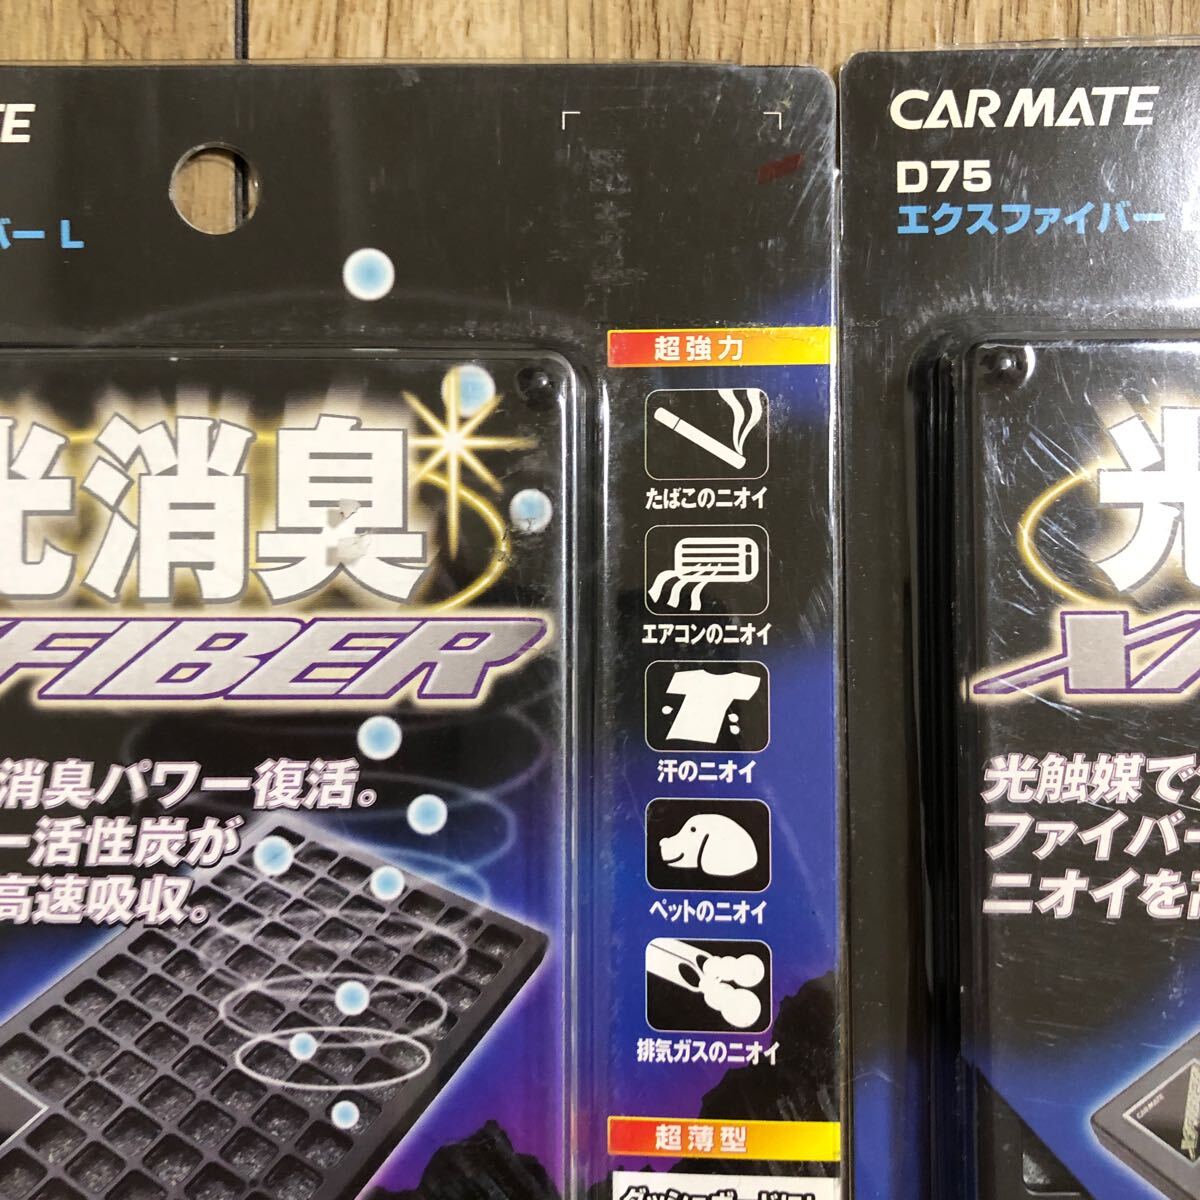 TE
バー L
超強力
たばこのニオイ
エアコンのニオイ
汗のニオイ
ペットのニオイ
排気ガスのニオイ
超薄型
光消臭
FIBER
消臭パワー復活。
ー活性炭が
高速吸収。
CARMATE
D75
エクスファイバー
光
光触媒で
ファイバー
ニオイを
CARMATE